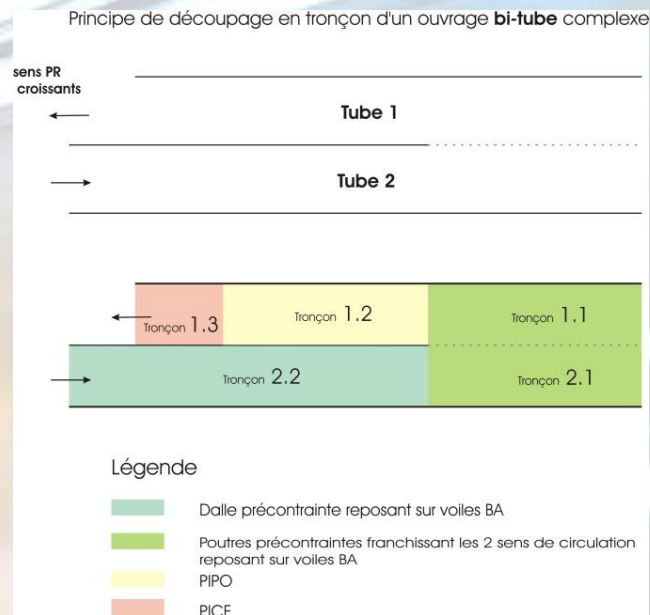 Principe de découpage en tronçon d'un ouvrage bi-tube complexe
sens PR
croissants
Tube 1
Tube 2
Tronçon 1.3
Tronçon 1.2
Tronçon 1.1
Tronçon 2.2
Tronçon 2.1
Légende
Dalle précontrainte reposant sur voiles BA
Poutres précontraintes franchissant les 2 sens de circulation
reposant sur voiles BA
PIPO
PICF